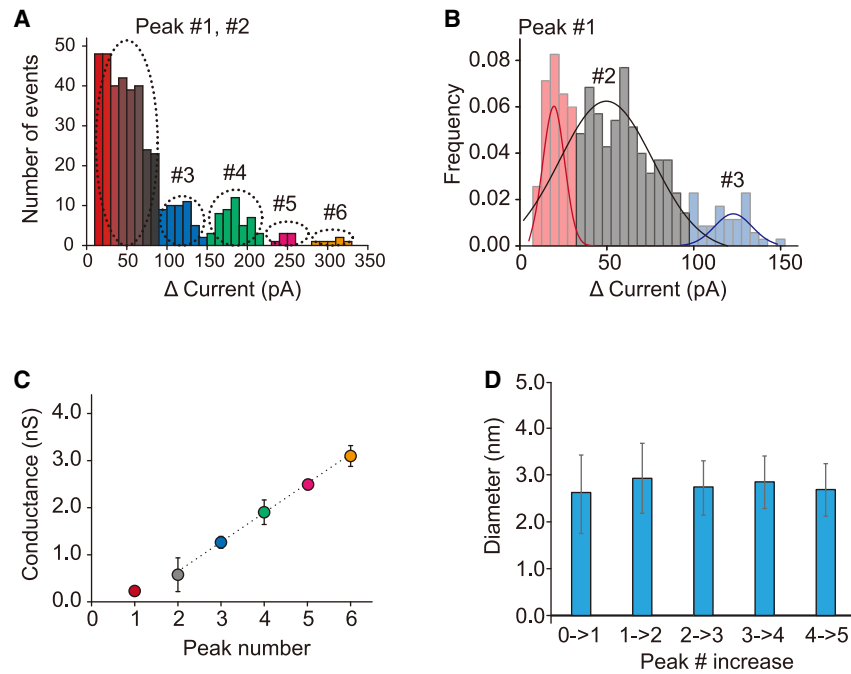 A
Peak #1, #2
Number of events
50
40
30
20
10
0
#3
#4
#5
#6
0 50 100 150 200 250 300 350
Δ Current (pA)
B
Peak #1
#2
#3
Frequency
0.08
0.06
0.04
0.02
0.00
0 50 100 150
Δ Current (pA)
C
Conductance (nS)
4.0
3.0
2.0
1.0
0.0
0 1 2 3 4 5 6
Peak number
D
Diameter (nm)
5.0
4.0
3.0
2.0
1.0
0.0
0->1 1->2 2->3 3->4 4->5
Peak # increase